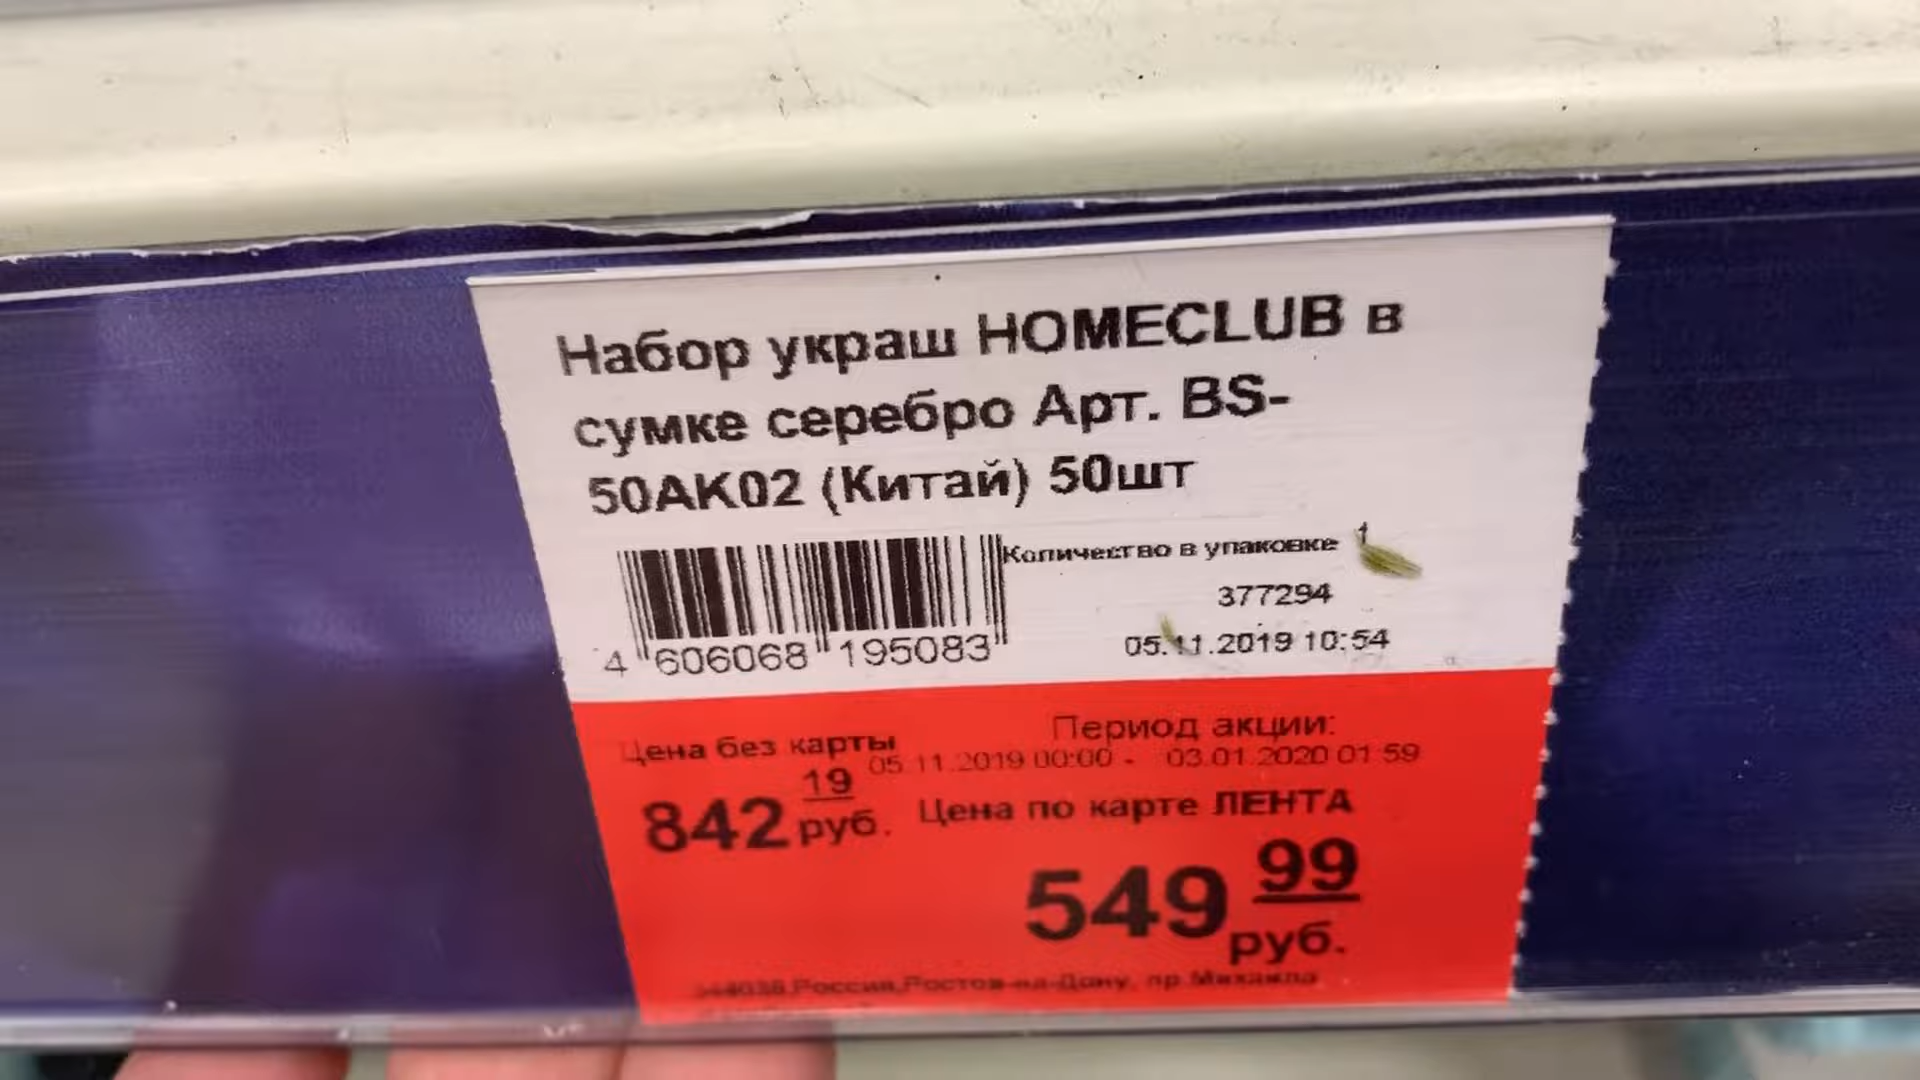 Набор украш HOMECLUB в
сумке серебро Арт. BS-
50AK02 (Китай) 50шт
Количество в упаковке 1
377294
05.11.2019 10:54
4 606068 195083
Цена без карты
842 19 руб.
Период акции:
05.11.2019 00:00 - 03.01.2020 01:59
Цена по карте ЛЕНТА
549 99 руб.
344038,Россия,Ростов-на-Дону, пр.Михаила